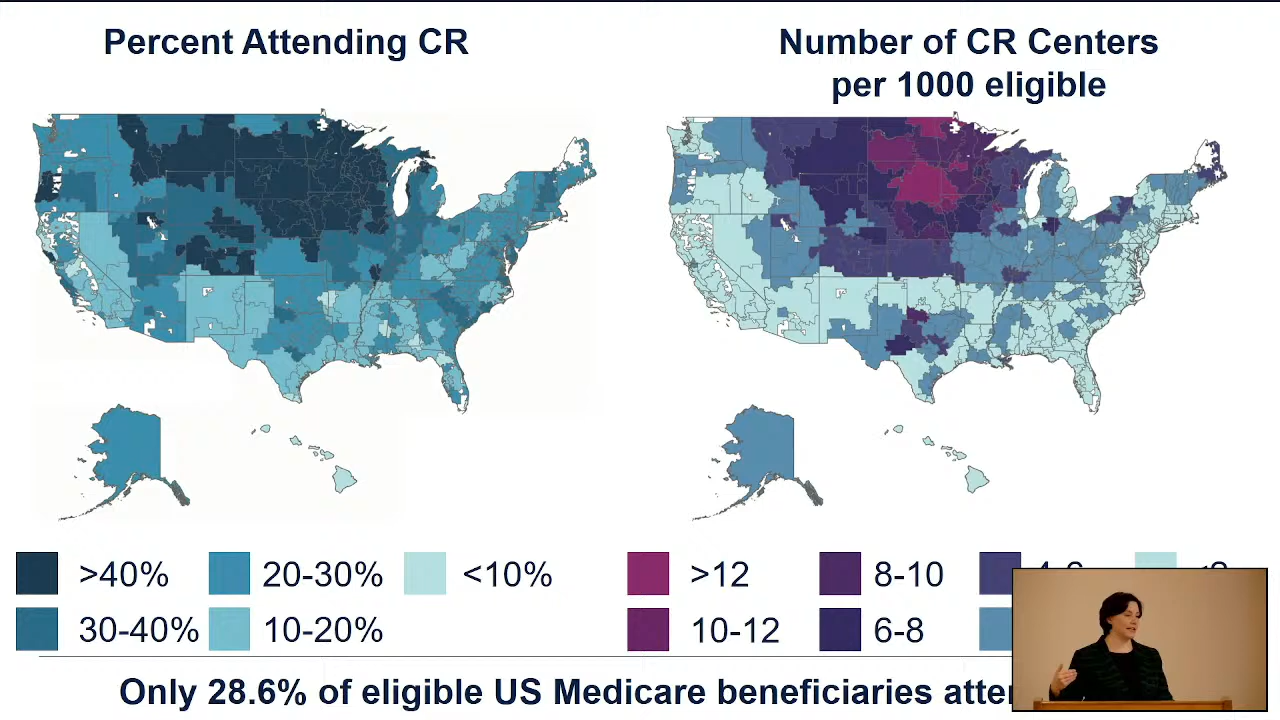 Percent Attending CR
Number of CR Centers
per 1000 eligible
>40%
20-30%
<10%
30-40%
10-20%
>12
8-10
10-12
6-8
Only 28.6% of eligible US Medicare beneficiaries